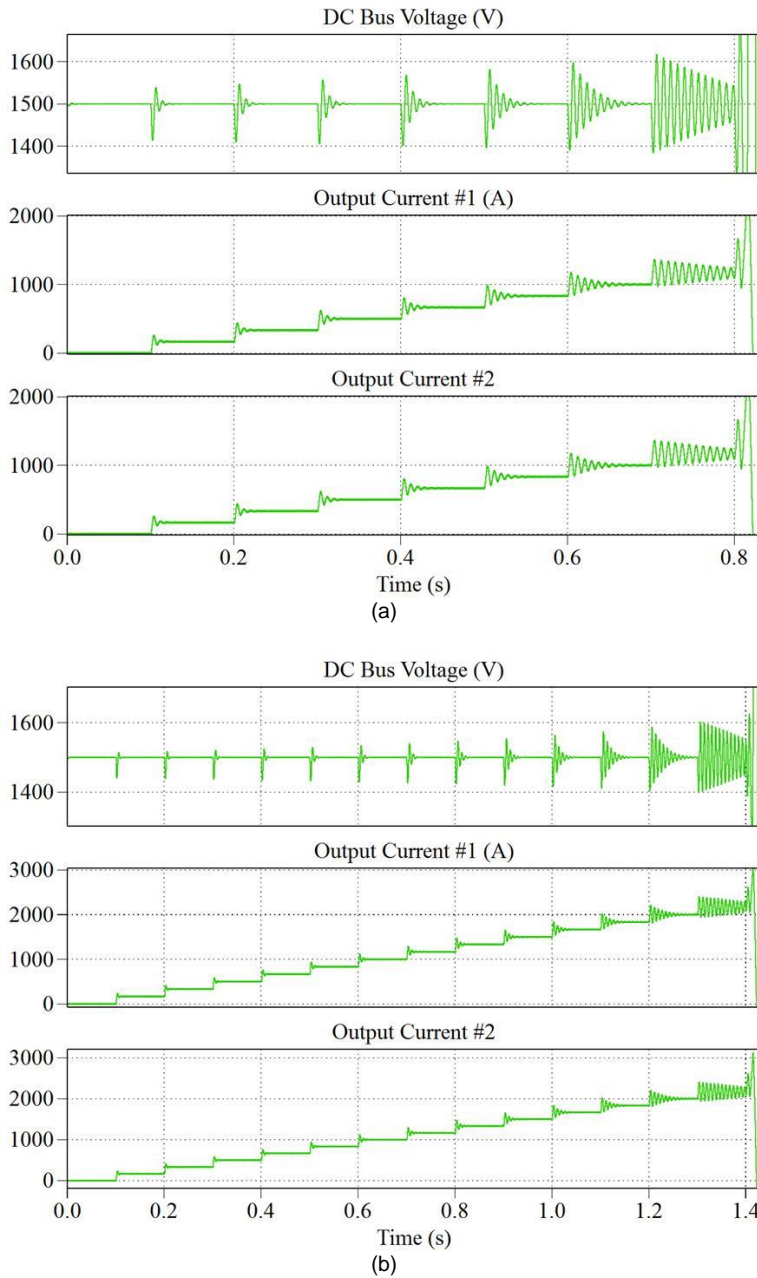 DC Bus Voltage (V)
1600
1500
1400
Output Current #1 (A)
2000
1000
0
Output Current #2
2000
1000
0
0.0 0.2 0.4 0.6 0.8
Time (s)
(a)
DC Bus Voltage (V)
1600
1400
Output Current #1 (A)
3000
2000
1000
0
Output Current #2
3000
2000
1000
0
0.0 0.2 0.4 0.6 0.8 1.0 1.2 1.4
Time (s)
(b)